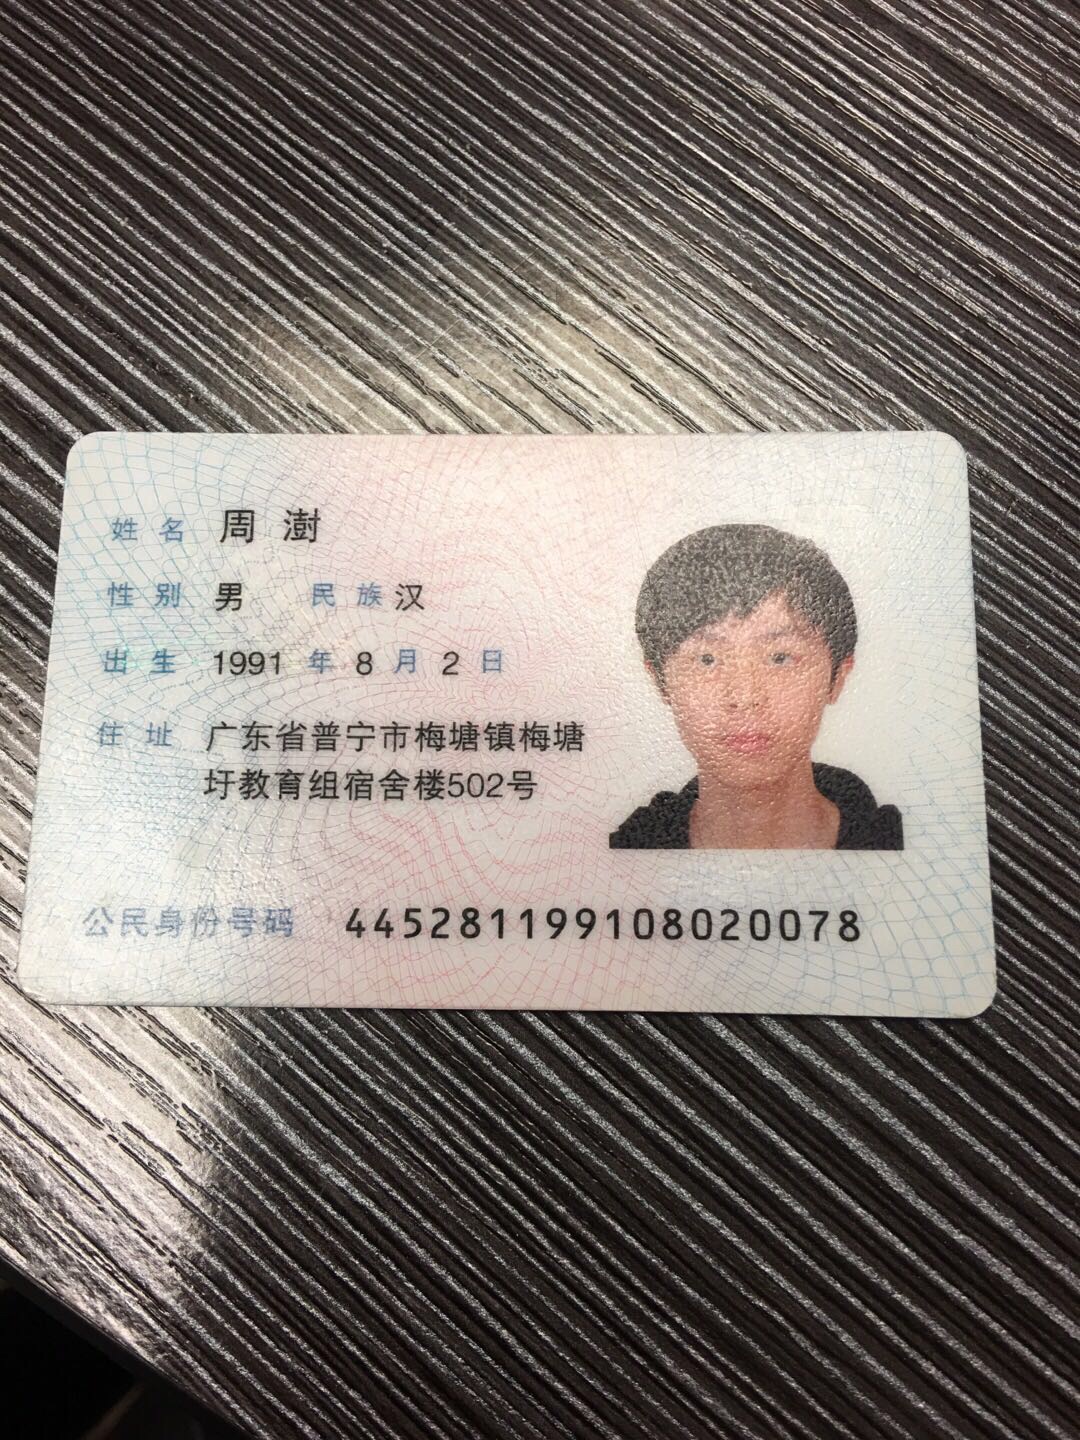 姓名 周澍
性别 男 民族 汉
出生 1991 年 8 月 2 日
住址 广东省普宁市梅塘镇梅塘
圩教育组宿舍楼502号
公民身份号码 445281199108020078